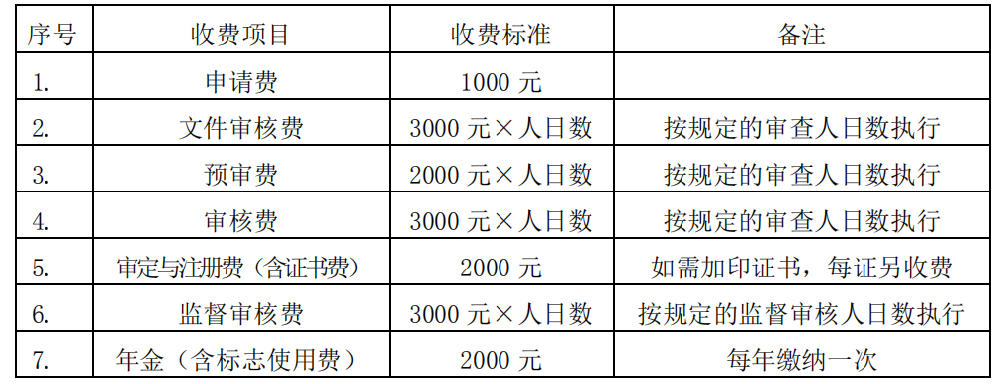 序号 收费项目 收费标准 备注
1. 申请费 1000 元
2. 文件审核费 3000 元×人日数 按规定的审查人日数执行
3. 预审费 2000 元×人日数 按规定的审查人日数执行
4. 审核费 3000 元×人日数 按规定的审查人日数执行
5. 审定与注册费（含证书费） 2000 元 如需加印证书，每证另收费
6. 监督审核费 3000 元×人日数 按规定的监督审核人日数执行
7. 年金（含标志使用费） 2000 元 每年缴纳一次